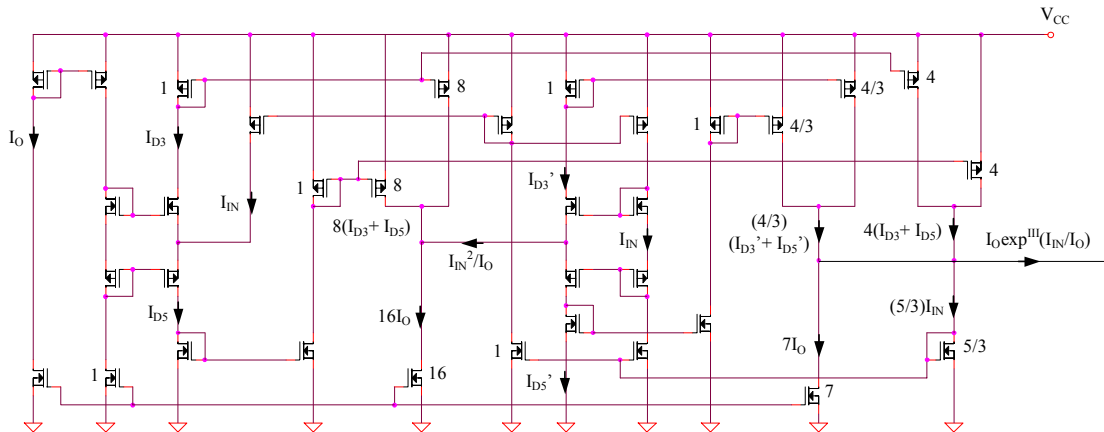 V_CC
1
8
1
4/3
4
I_O
I_D3
1
4/3
1
8
I_D3'
4
I_IN
8(I_D3+ I_D5)
I_IN
(4/3)
(I_D3'+ I_D5')
4(I_D3+ I_D5)
I_Oexp^III(I_IN/I_O)
I_IN^2/I_O
I_D5
16I_O
(5/3)I_IN
7I_O
1
5/3
1
16
I_D5'
7